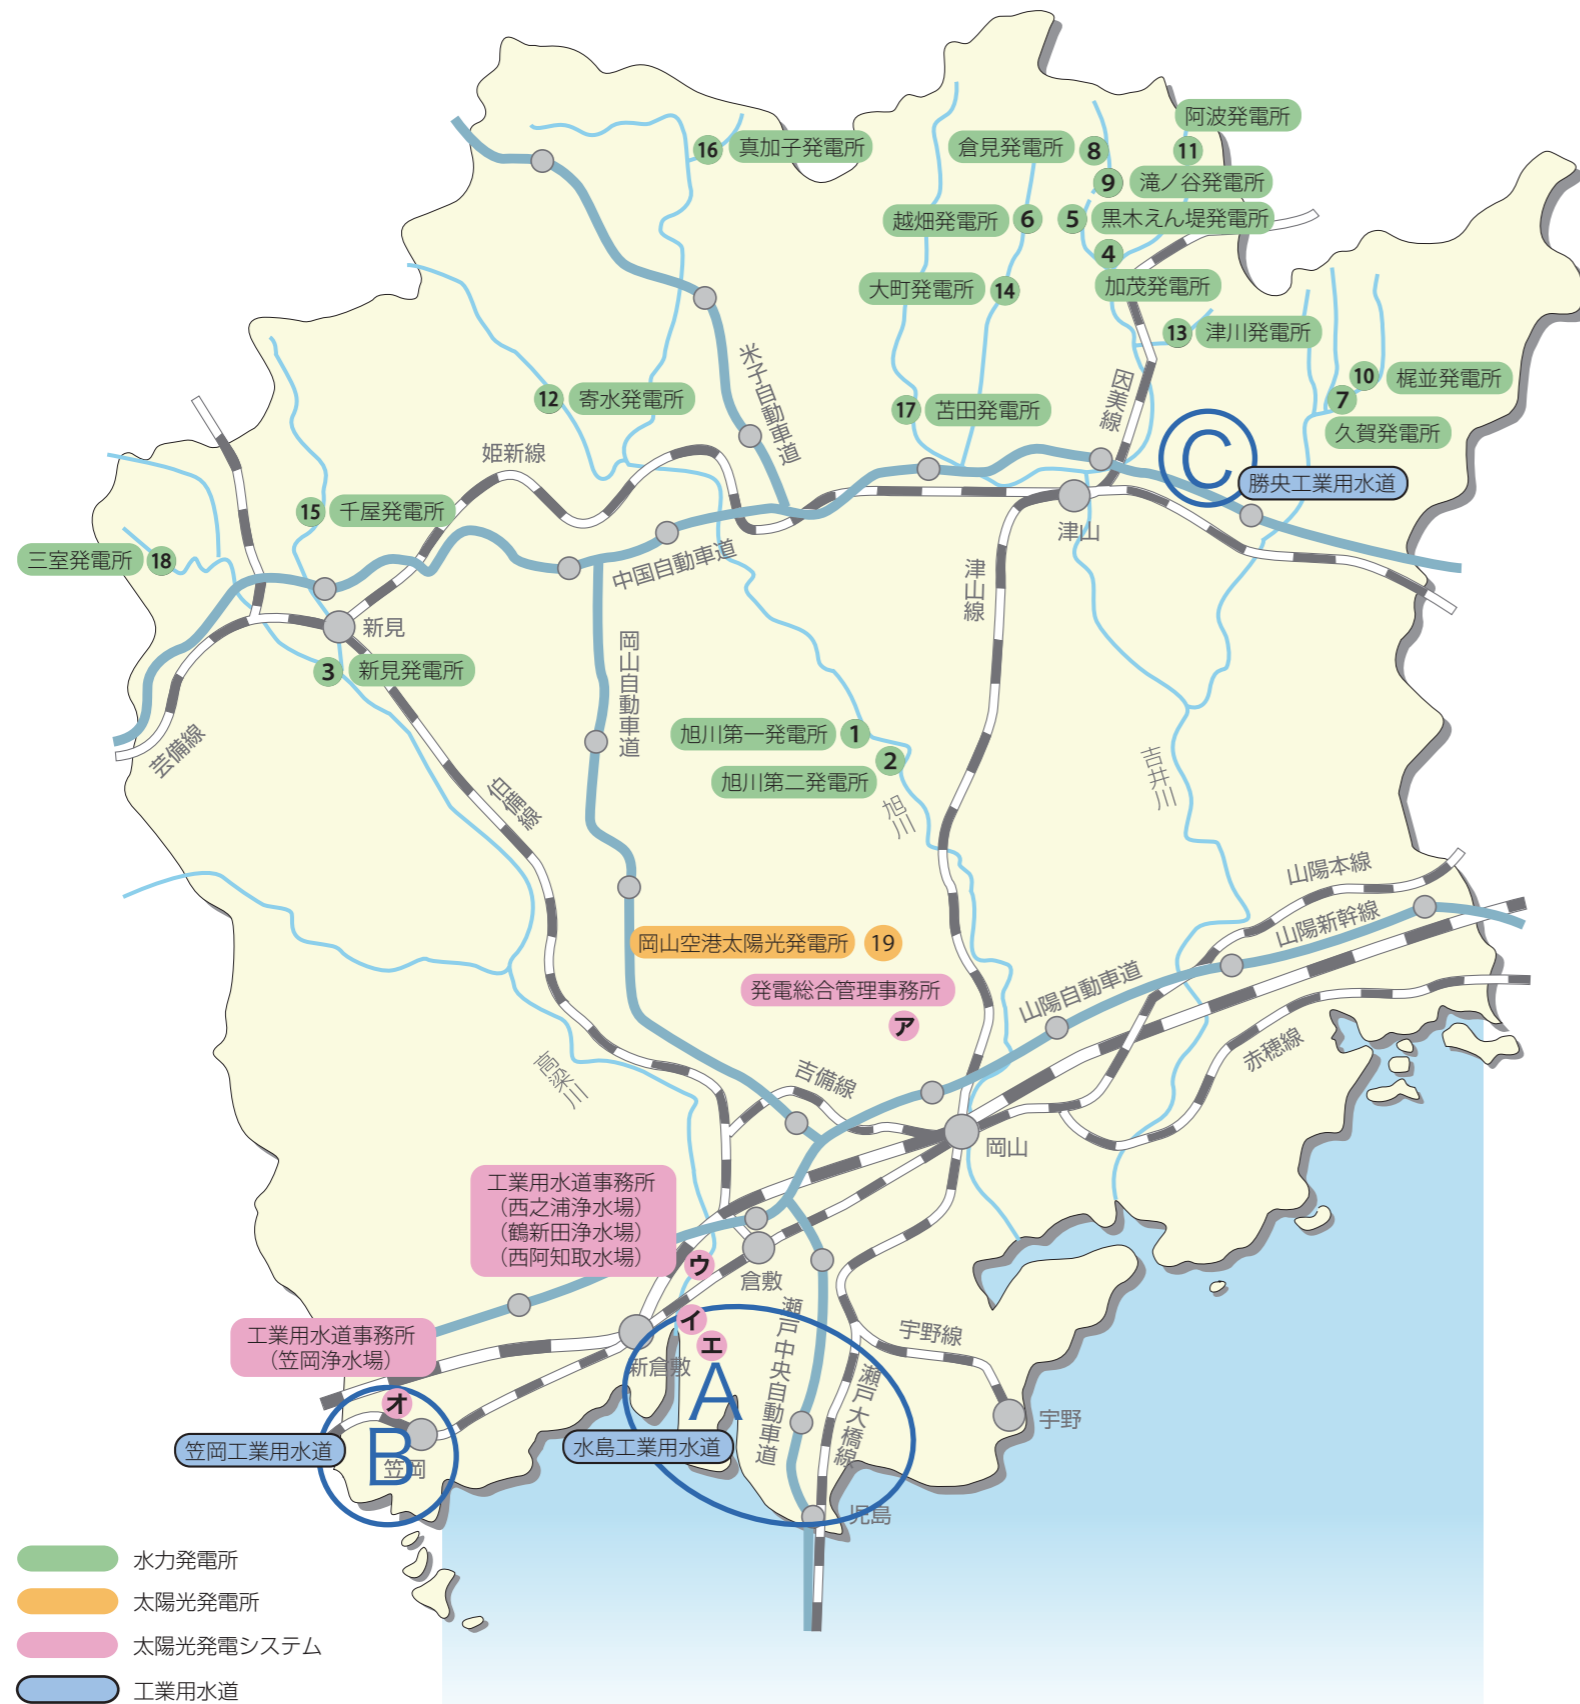 阿波発電所
11
16
真加子発電所
倉見発電所
8
9
滝ノ谷発電所
越畑発電所
6
5
黒木えん堤発電所
4
加茂発電所
大町発電所
14
13
津川発電所
米子自動車道
因美線
10
梶並発電所
7
久賀発電所
12
寄水発電所
17
苫田発電所
姫新線
C
勝央工業用水道
15
千屋発電所
津山
三室発電所
18
中国自動車道
津山線
新見
3
新見発電所
岡山自動車道
芸備線
旭川第一発電所
1
2
旭川第二発電所
旭川
吉井川
伯備線
山陽本線
山陽新幹線
岡山空港太陽光発電所
19
発電総合管理事務所
ア
山陽自動車道
赤穂線
高梁川
吉備線
岡山
工業用水道事務所
（西之浦浄水場）
（鶴新田浄水場）
（西阿知取水場）
ウ
倉敷
イ
エ
瀬戸中央自動車道
宇野線
工業用水道事務所
（笠岡浄水場）
新倉敷
A
瀬戸大橋線
オ
宇野
笠岡工業用水道
B
笠岡
水島工業用水道
児島
水力発電所
太陽光発電所
太陽光発電システム
工業用水道